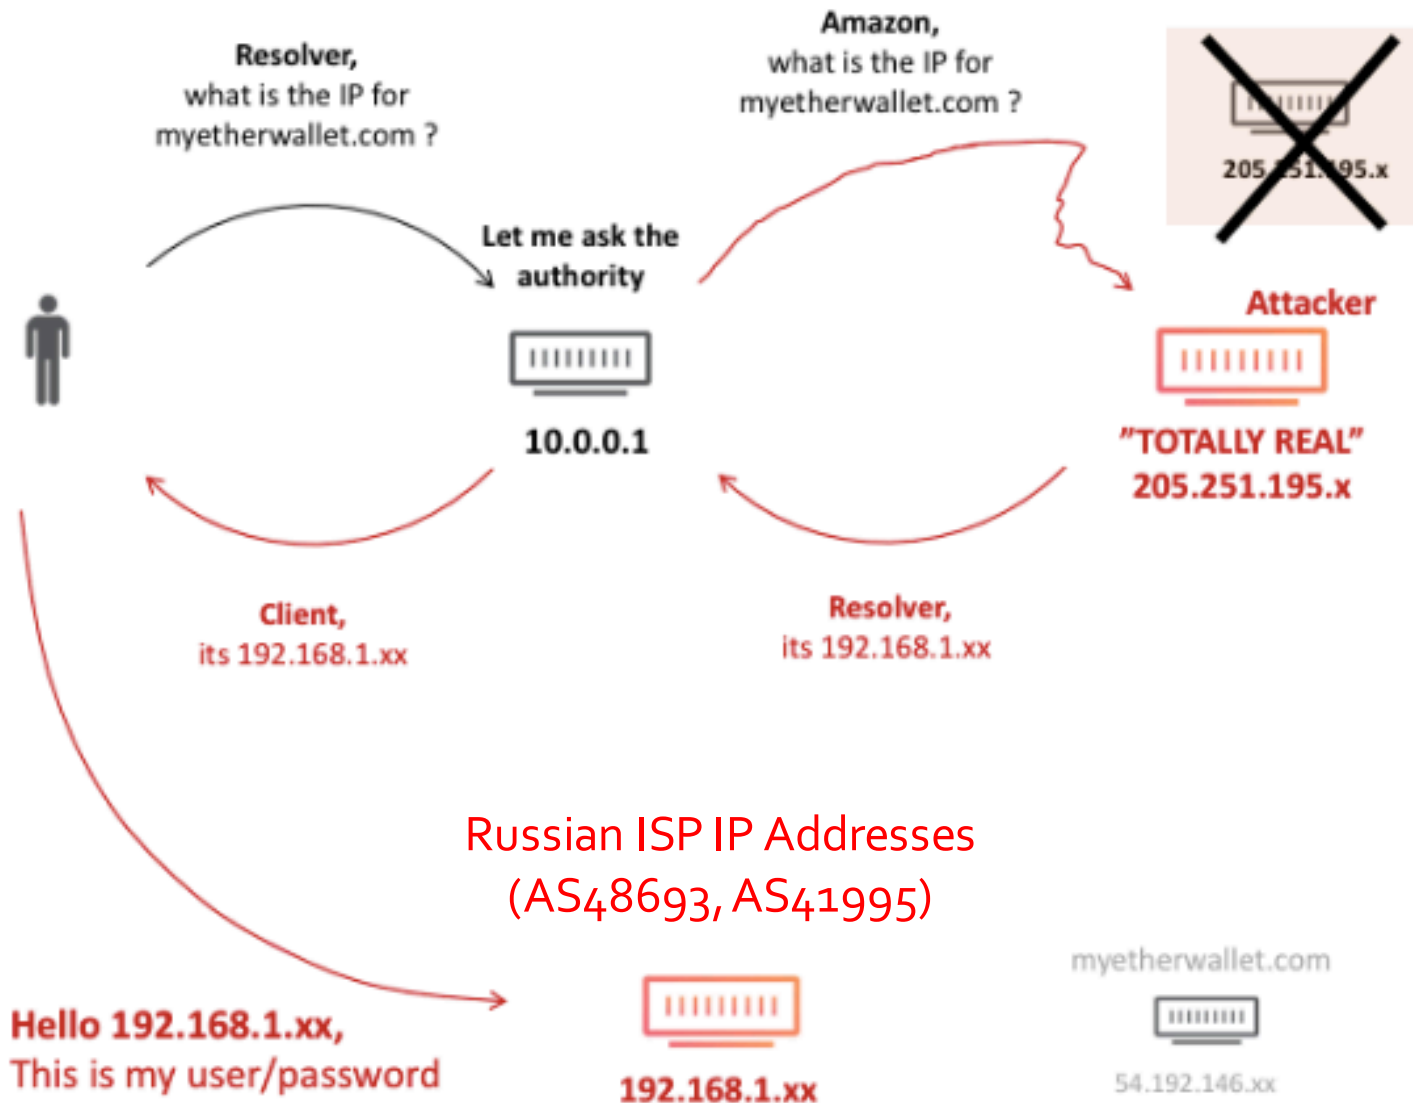 Resolver,
what is the IP for
myetherwallet.com ?
Amazon,
what is the IP for
myetherwallet.com ?
205.251.195.x
Let me ask the
authority
10.0.0.1
Attacker
"TOTALLY REAL"
205.251.195.x
Client,
its 192.168.1.xx
Resolver,
its 192.168.1.xx
Russian ISP IP Addresses
(AS48693, AS41995)
Hello 192.168.1.xx,
This is my user/password
192.168.1.xx
myetherwallet.com
54.192.146.xx